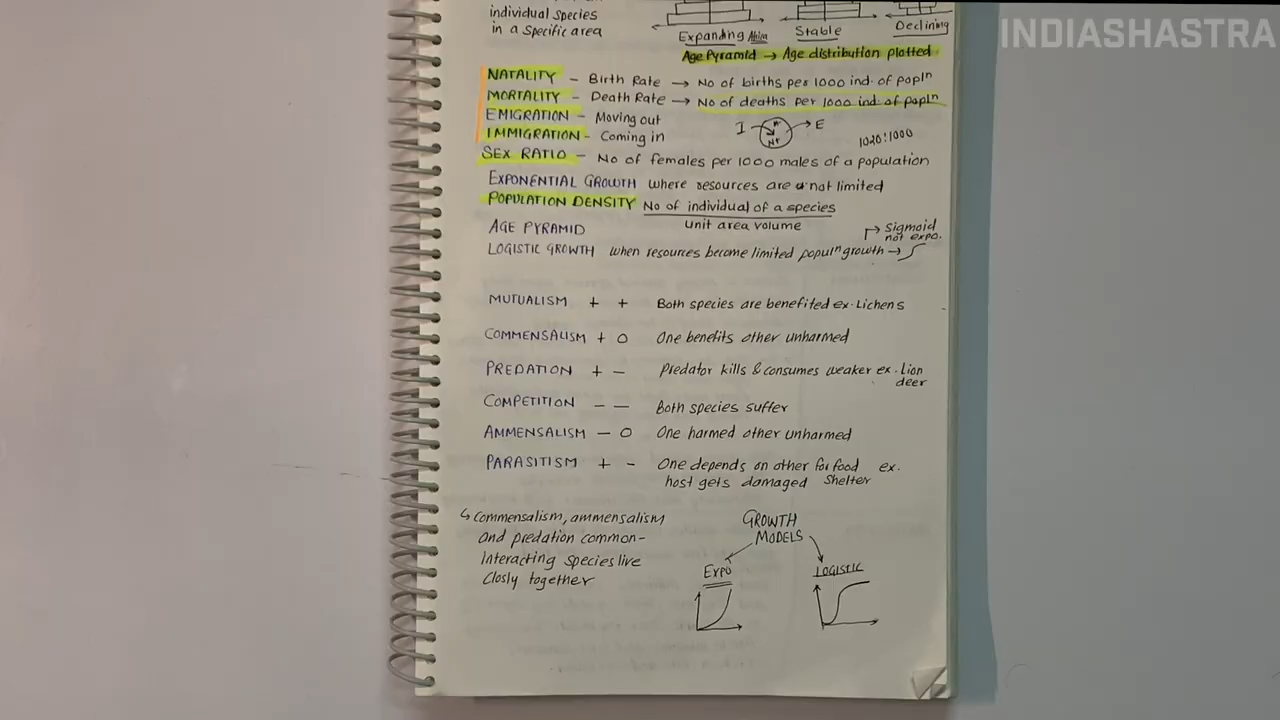 INDIASHASTRA
individual species
in a specific area
Expanding
Stable
Declining
Age Pyramid → Age distribution plotted
NATALITY – Birth Rate → No of births per 1000 ind. of popln
MORTALITY – Death Rate → No of deaths per 1000 ind. of popln
EMIGRATION – Moving out
IMMIGRATION – Coming in
I → E
1020:1000
SEX RATIO – No of females per 1000 males of a population
EXPONENTIAL GROWTH where resources are not limited
POPULATION DENSITY No of individual of a species
Unit area volume
AGE PYRAMID
Sigmoid
not expo.
LOGISTIC GROWTH when resources become limited populn growth →
MUTUALISM + + Both species are benefited ex. Lichens
COMMENSALISM + 0 One benefits other unharmed
PREDATION + – Predator kills & consumes weaker ex. Lion
deer
COMPETITION – – Both species suffer
AMMENSALISM – 0 One harmed other unharmed
PARASITISM + – One depends on other for food ex.
host gets damaged Shelter
↳ Commensalism, ammensalism
and predation common–
Interacting species live
Closly together
GROWTH
MODELS
EXPO
LOGISTIC